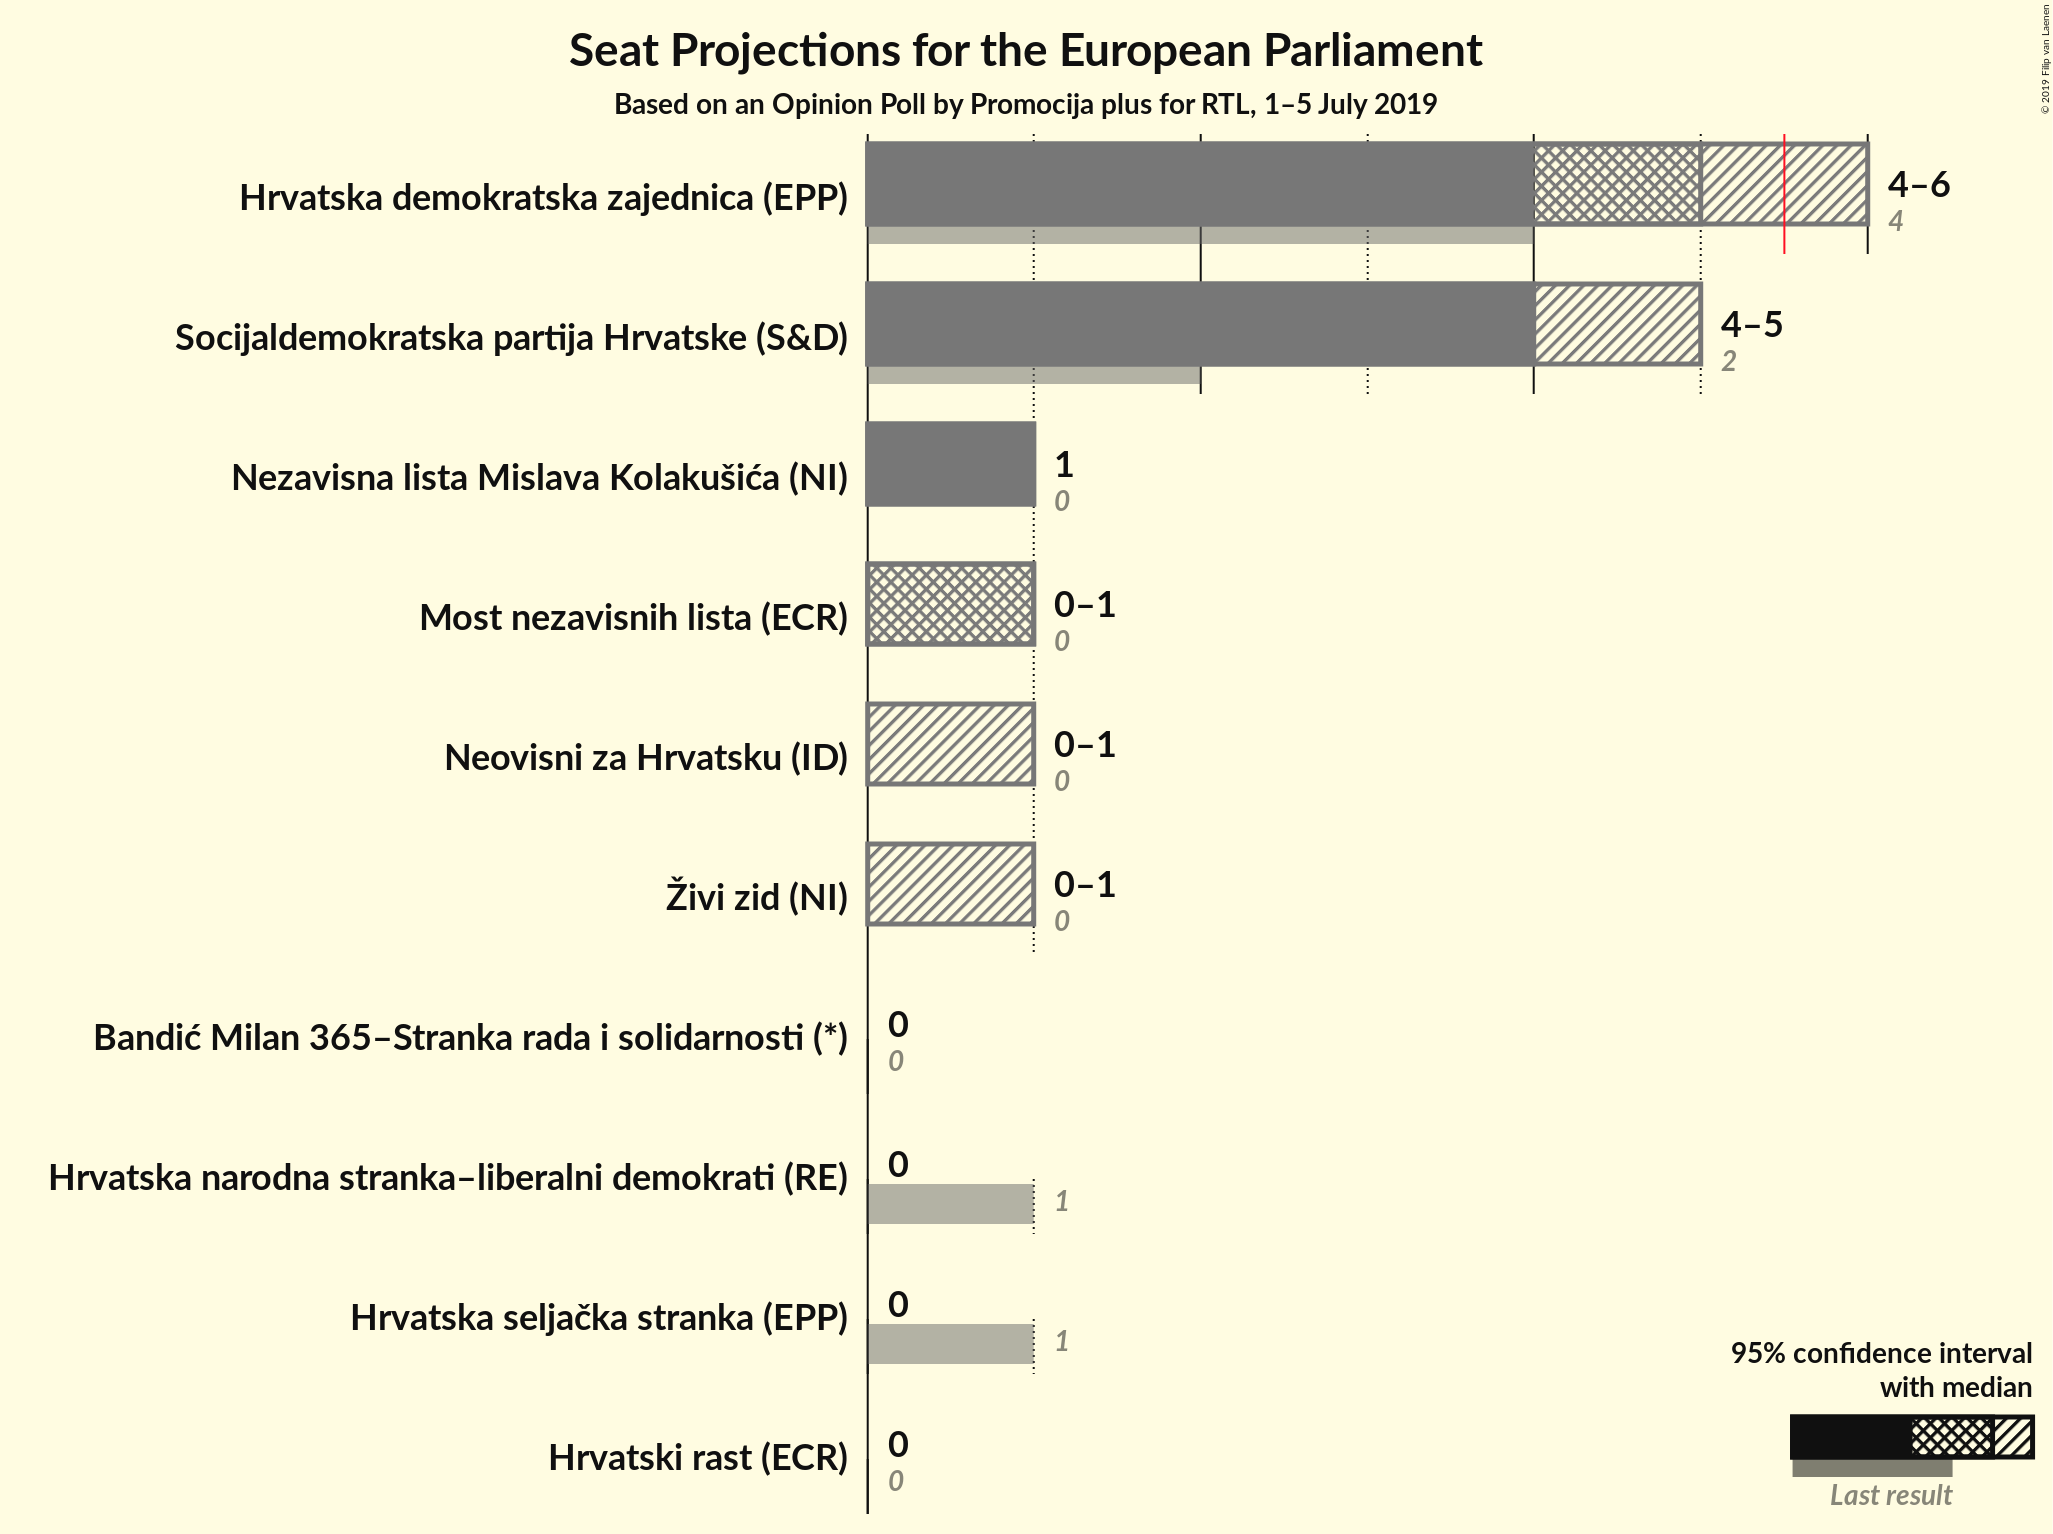 Seat Projections for the European Parliament
Based on an Opinion Poll by Promocija plus for RTL, 1–5 July 2019
© 2019 Filip van Laenen
Hrvatska demokratska zajednica (EPP)
4–6
4
Socijaldemokratska partija Hrvatske (S&D)
4–5
2
Nezavisna lista Mislava Kolakušića (NI)
1
0
Most nezavisnih lista (ECR)
0–1
0
Neovisni za Hrvatsku (ID)
0–1
0
Živi zid (NI)
0–1
0
Bandić Milan 365–Stranka rada i solidarnosti (*)
0
0
Hrvatska narodna stranka–liberalni demokrati (RE)
0
1
Hrvatska seljačka stranka (EPP)
0
1
Hrvatski rast (ECR)
0
0
95% confidence interval
with median
Last result